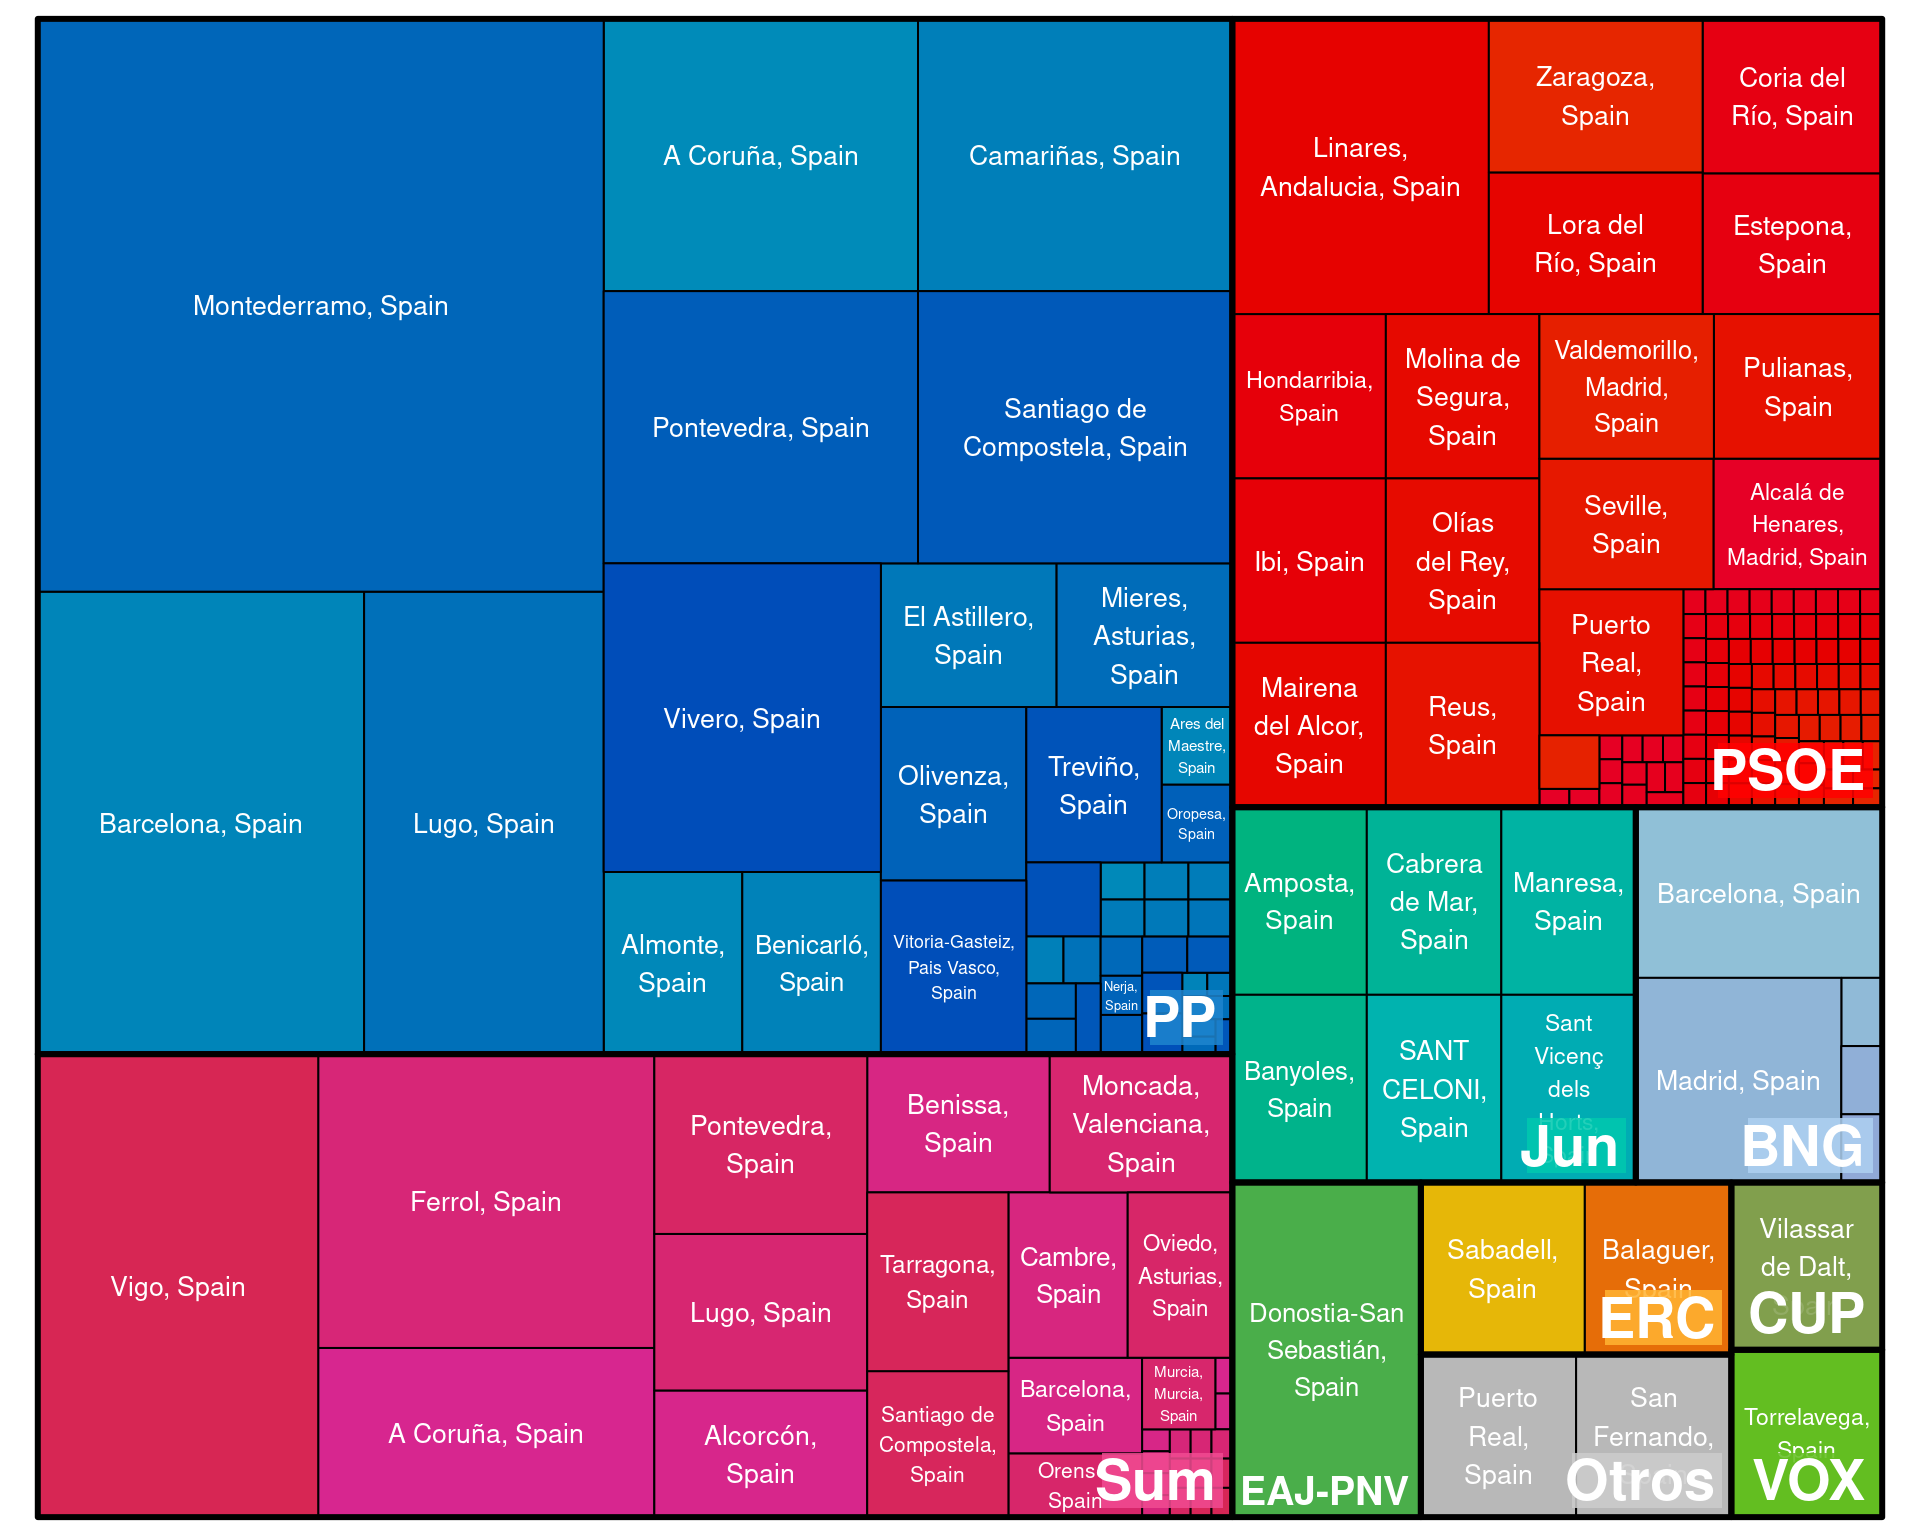 Montederramo, Spain
A Coruña, Spain
Camariñas, Spain
Pontevedra, Spain
Santiago de
Compostela, Spain
Barcelona, Spain
Lugo, Spain
Vivero, Spain
El Astillero,
Spain
Mieres,
Asturias,
Spain
Olivenza,
Spain
Treviño,
Spain
Ares del
Maestre,
Spain
Oropesa,
Spain
Almonte,
Spain
Benicarló,
Spain
Vitoria-Gasteiz,
Pais Vasco,
Spain
Nerja,
Spain
PP
Linares,
Andalucia, Spain
Zaragoza,
Spain
Coria del
Río, Spain
Lora del
Río, Spain
Estepona,
Spain
Hondarribia,
Spain
Molina de
Segura,
Spain
Valdemorillo,
Madrid,
Spain
Pulianas,
Spain
Ibi, Spain
Olías
del Rey,
Spain
Seville,
Spain
Alcalá de
Henares,
Madrid, Spain
Mairena
del Alcor,
Spain
Reus,
Spain
Puerto
Real,
Spain
PSOE
Vigo, Spain
Ferrol, Spain
A Coruña, Spain
Pontevedra,
Spain
Lugo, Spain
Alcorcón,
Spain
Benissa,
Spain
Moncada,
Valenciana,
Spain
Tarragona,
Spain
Cambre,
Spain
Oviedo,
Asturias,
Spain
Santiago de
Compostela,
Spain
Barcelona,
Spain
Murcia,
Murcia,
Spain
Spain
Sum
Amposta,
Spain
Cabrera
de Mar,
Spain
Manresa,
Spain
Banyoles,
Spain
SANT
CELONI,
Spain
Sant
Vicenç
dels
Horts,
Jun
Barcelona, Spain
Madrid, Spain
BNG
Donostia-San
Sebastián,
Spain
EAJ-PNV
Sabadell,
Spain
Balaguer,
Spain
ERC
Vilassar
de Dalt,
CUP
Puerto
Real,
Spain
San
Fernando,
Otros
Torrelavega,
Spain
VOX